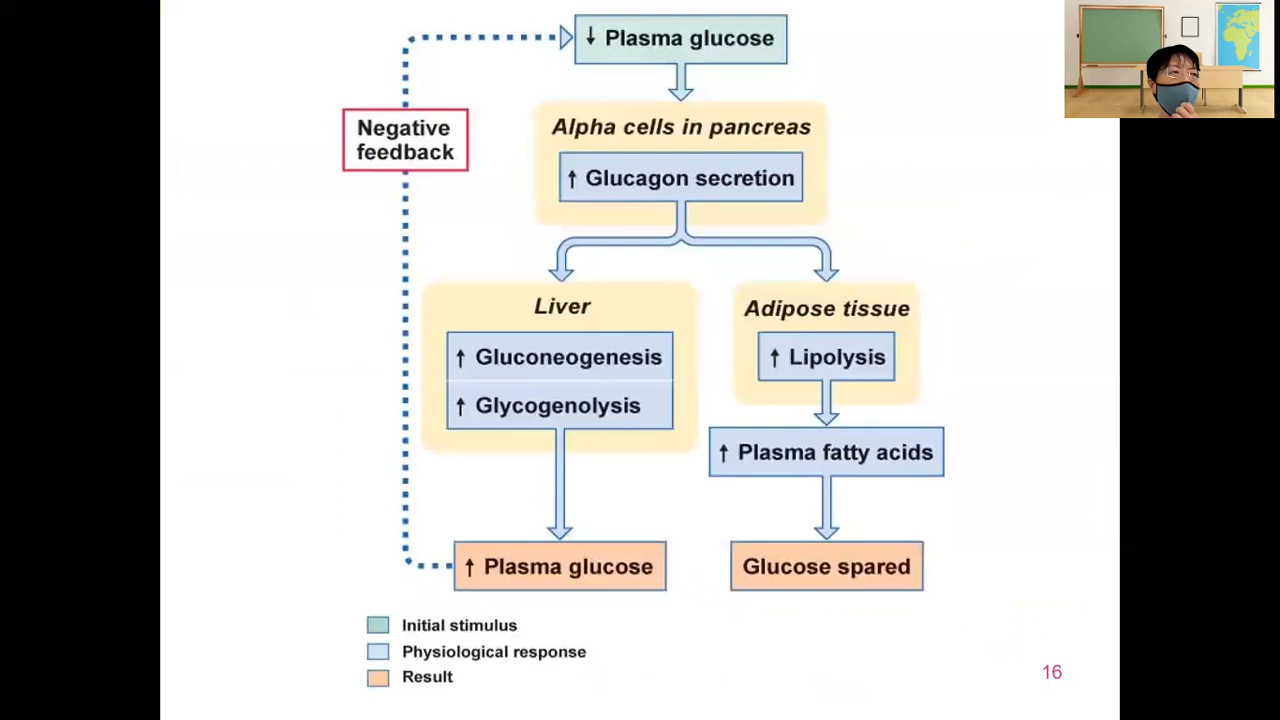 ↓ Plasma glucose
Negative
feedback
Alpha cells in pancreas
↑ Glucagon secretion
Liver
↑ Gluconeogenesis
↑ Glycogenolysis
Adipose tissue
↑ Lipolysis
↑ Plasma fatty acids
↑ Plasma glucose
Glucose spared
Initial stimulus
Physiological response
Result
16